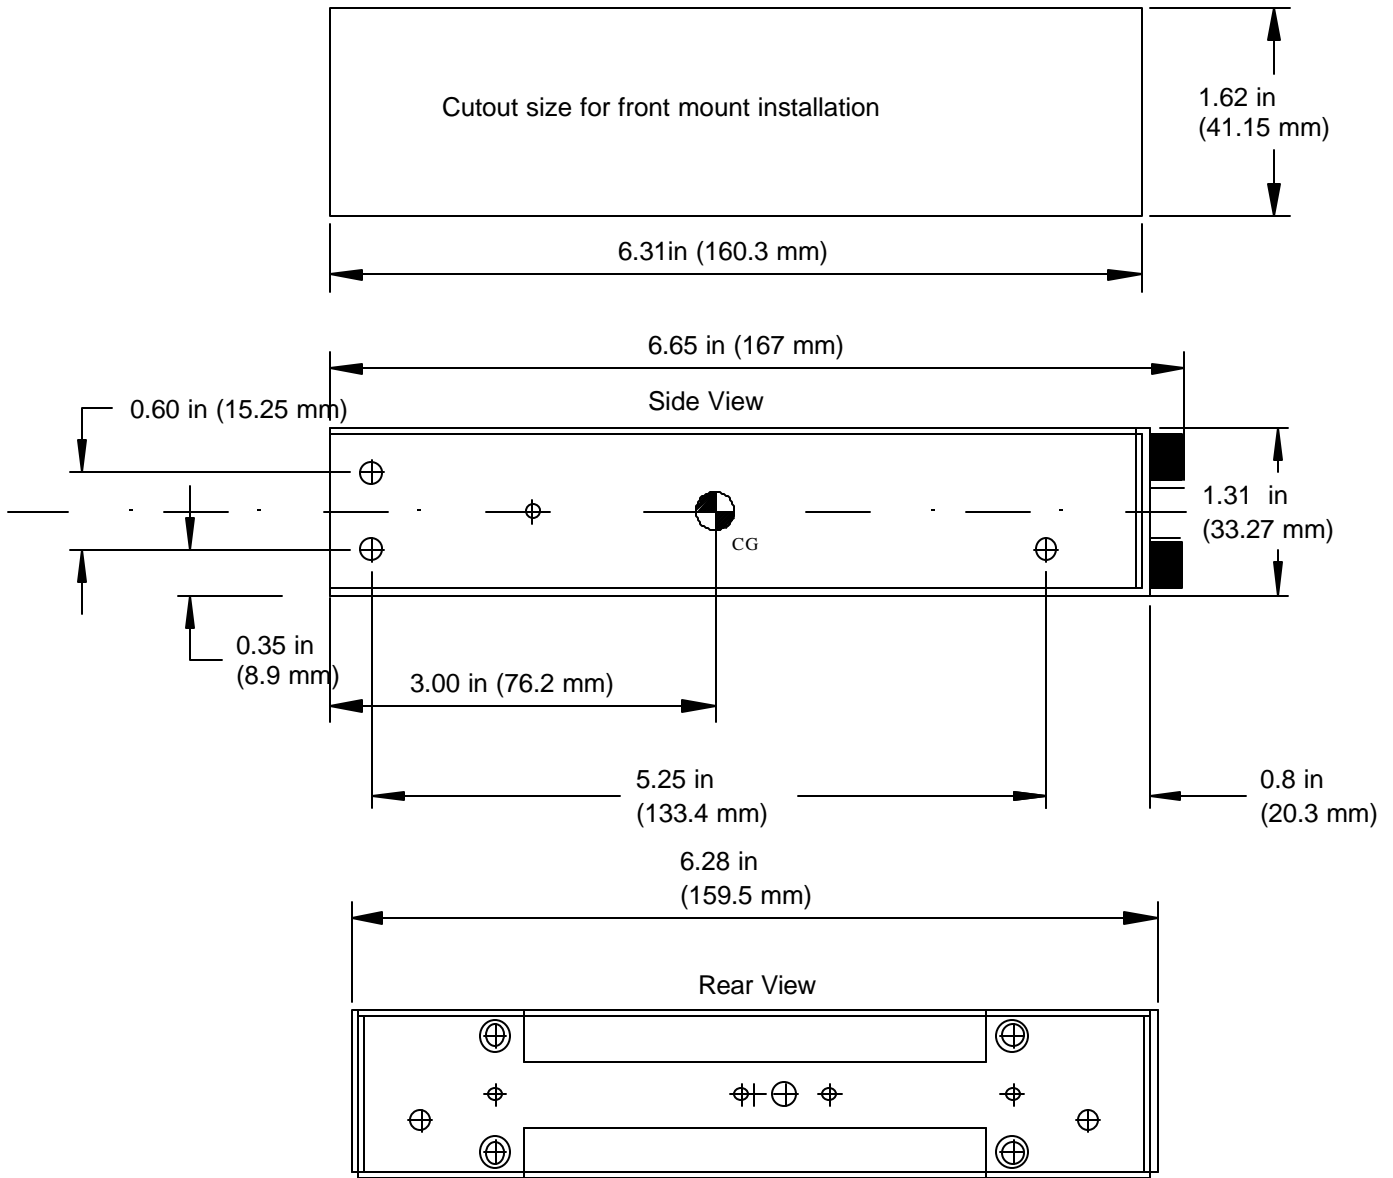 Cutout size for front mount installation
1.62 in
(41.15 mm)
6.31in (160.3 mm)
6.65 in (167 mm)
Side View
0.60 in (15.25 mm)
1.31 in
(33.27 mm)
CG
0.35 in
(8.9 mm)
3.00 in (76.2 mm)
5.25 in
(133.4 mm)
0.8 in
(20.3 mm)
6.28 in
(159.5 mm)
Rear View